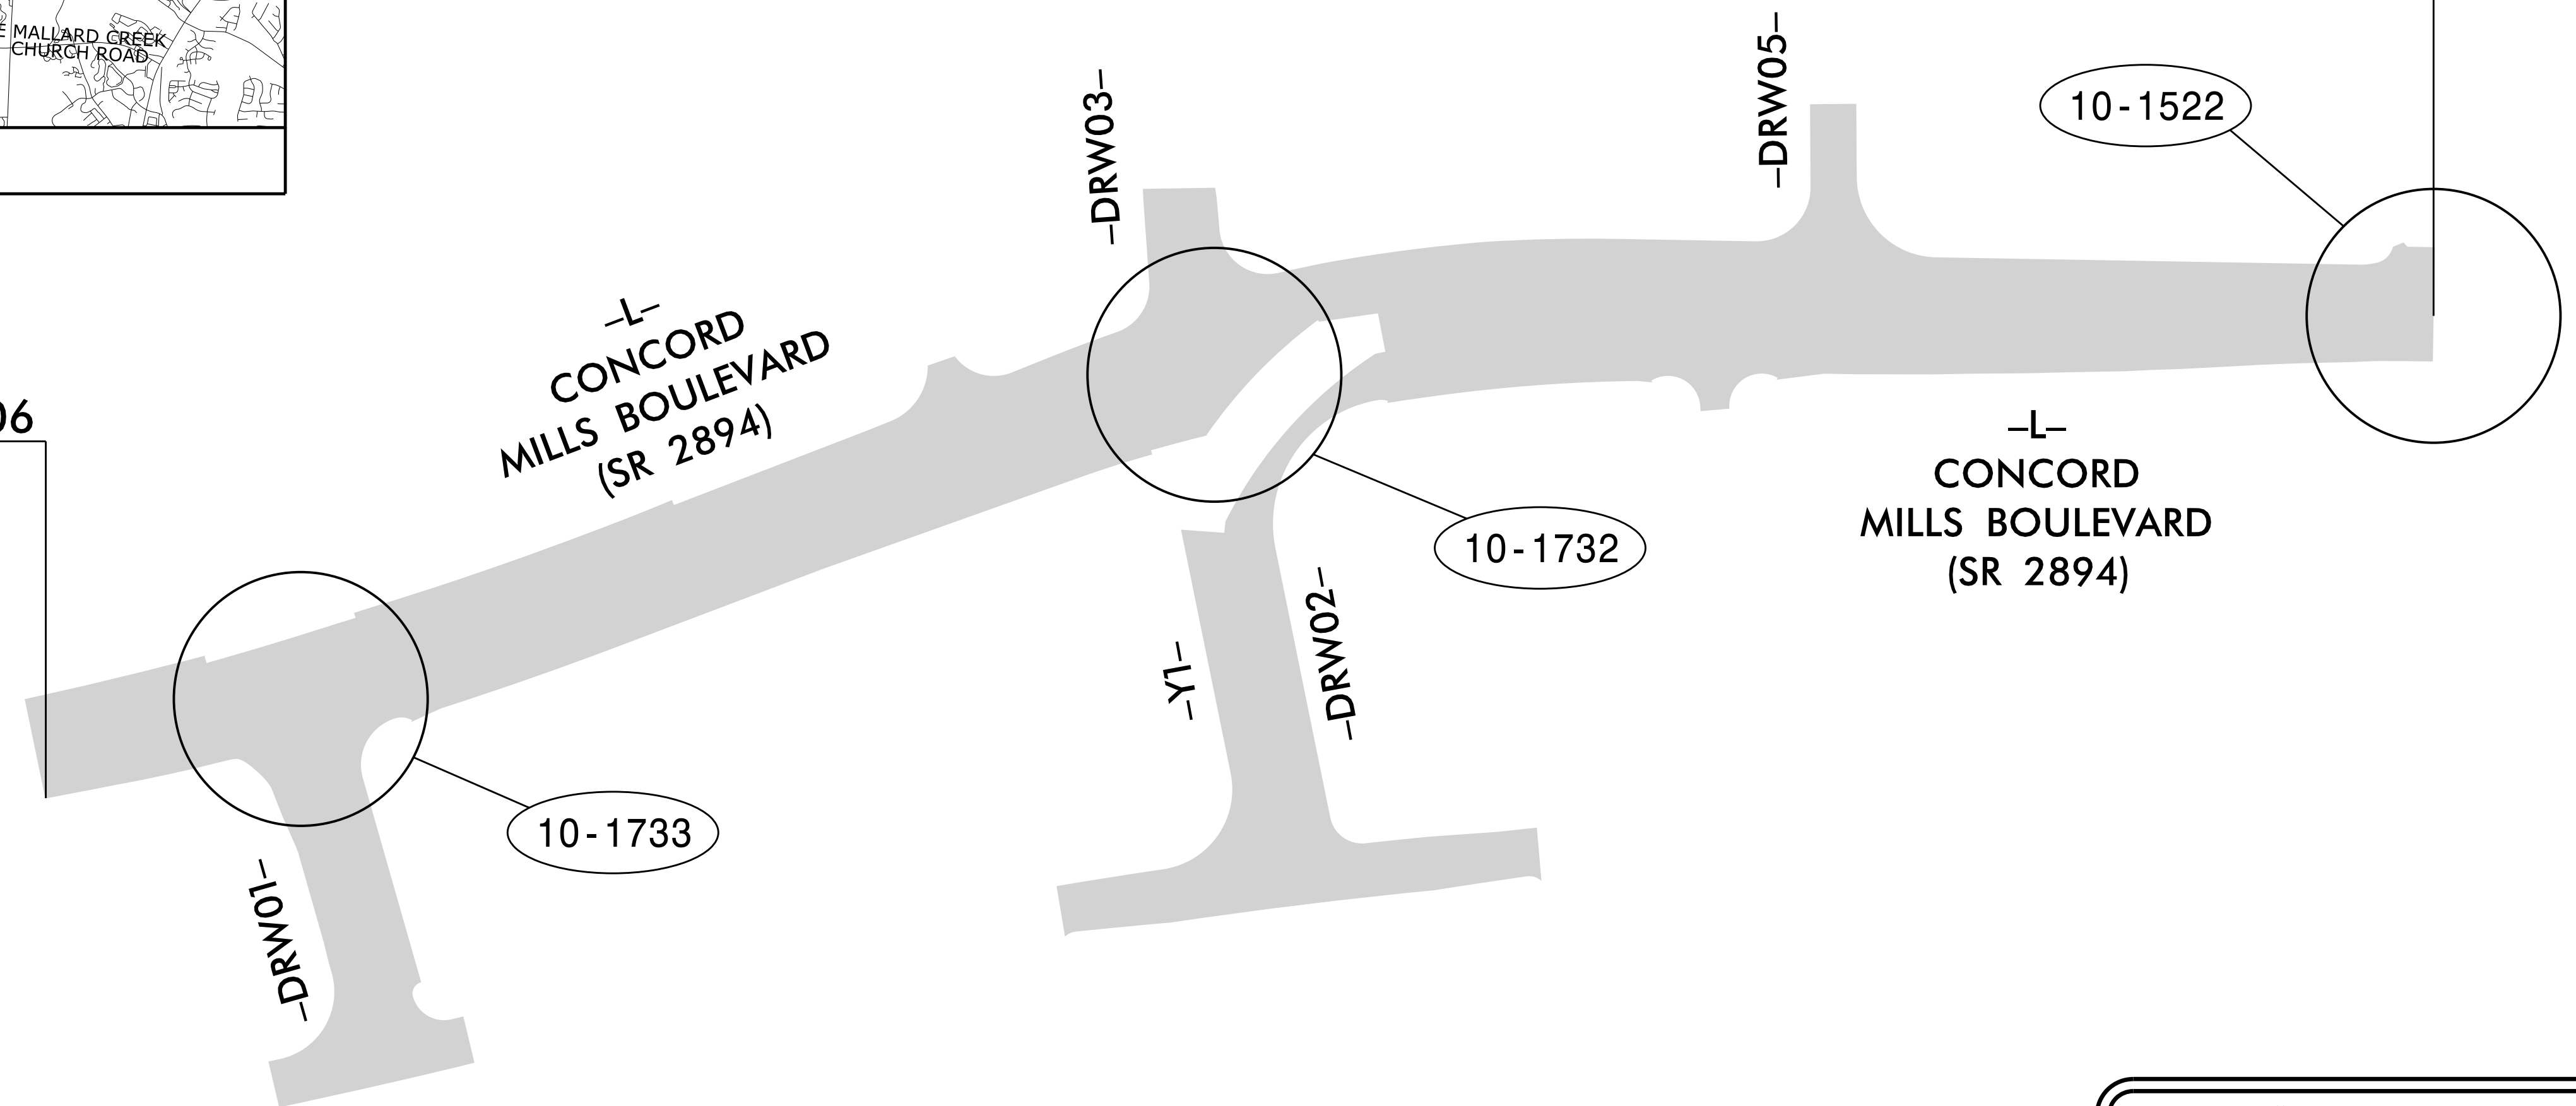 MALLARD CREEK
CHURCH ROAD
06
-L-
CONCORD
MILLS BOULEVARD
(SR 2894)
-DRW03-
-DRW05-
10-1522
10-1732
-L-
CONCORD
MILLS BOULEVARD
(SR 2894)
-Y1-
-DRW02-
10-1733
-DRW01-